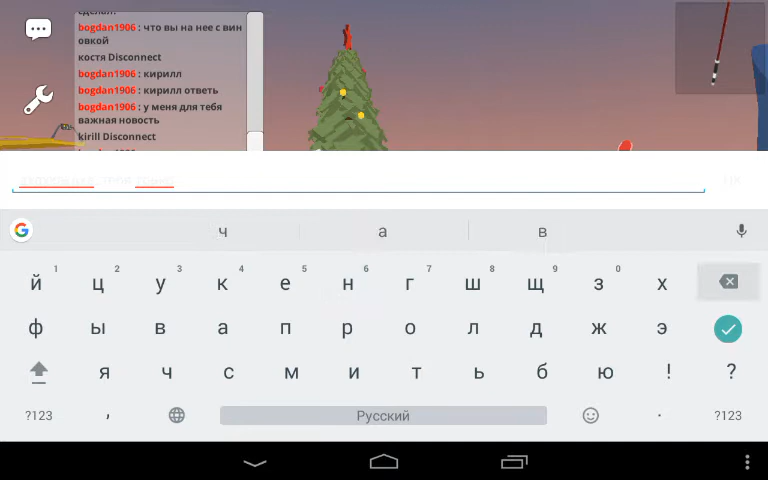 сделал?
bogdan1906 : что вы на нее с вин
овкой
костя Disconnect
bogdan1906 : кирилл
bogdan1906 : кирилл ответь
bogdan1906 : у меня для тебя
важная новость
kirill Disconnect
ч а в
1 2 3 4 5 6 7 8 9 0
й ц у к е н г ш щ з х
ф ы в а п р о л д ж э
я ч с м и т ь б ю ! ?
?123 , Русский . ?123